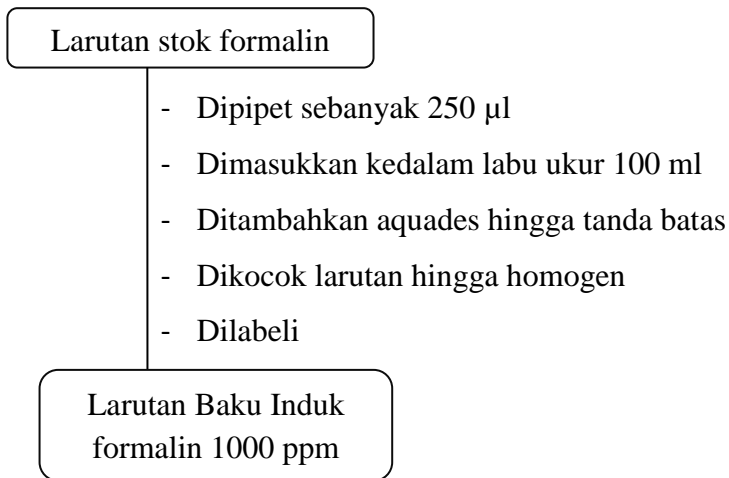 Larutan stok formalin
- Dipipet sebanyak 250 µl
- Dimasukkan kedalam labu ukur 100 ml
- Ditambahkan aquades hingga tanda batas
- Dikocok larutan hingga homogen
- Dilabeli
Larutan Baku Induk
formalin 1000 ppm